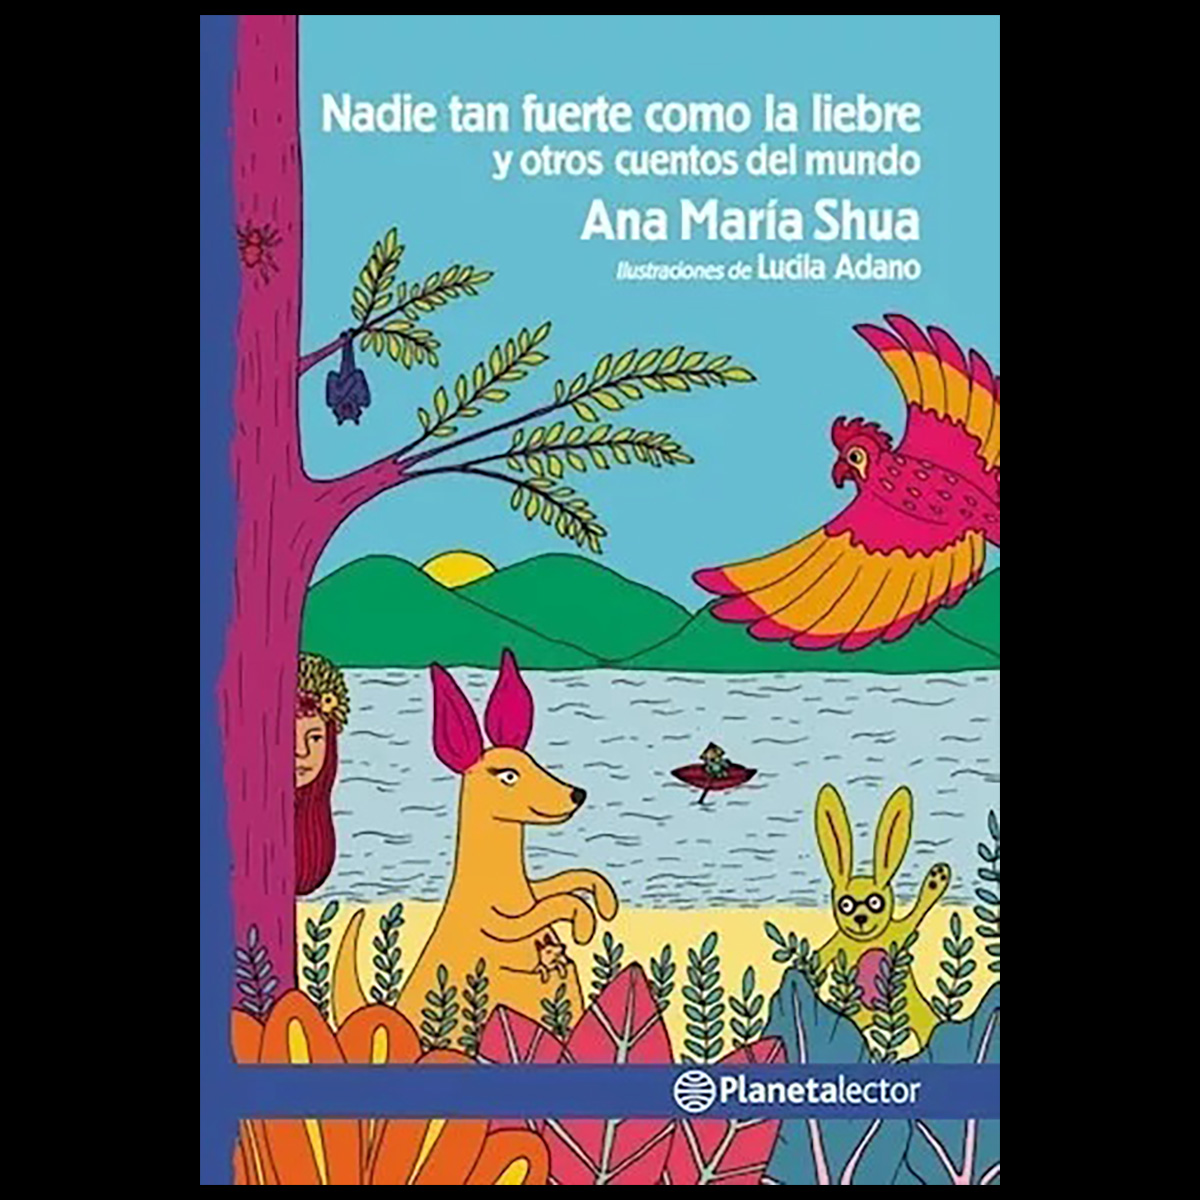 Nadie tan fuerte como la liebre
y otros cuentos del mundo
Ana María Shua
Ilustraciones de Lucila Adano
Planetalector